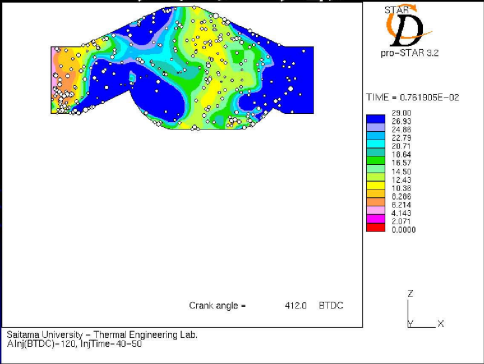 STAR
D
pro-STAR 3.2
TIME = 0.761905E-02
29.00
26.93
24.86
22.79
20.71
18.64
16.57
14.50
12.43
10.36
8.286
6.214
4.143
2.071
0.0000
Crank angle = 412.0 BTDC
Z
Y X
Saitama University - Thermal Engineering Lab.
AInj(BTDC)=120, InjTime=40-50